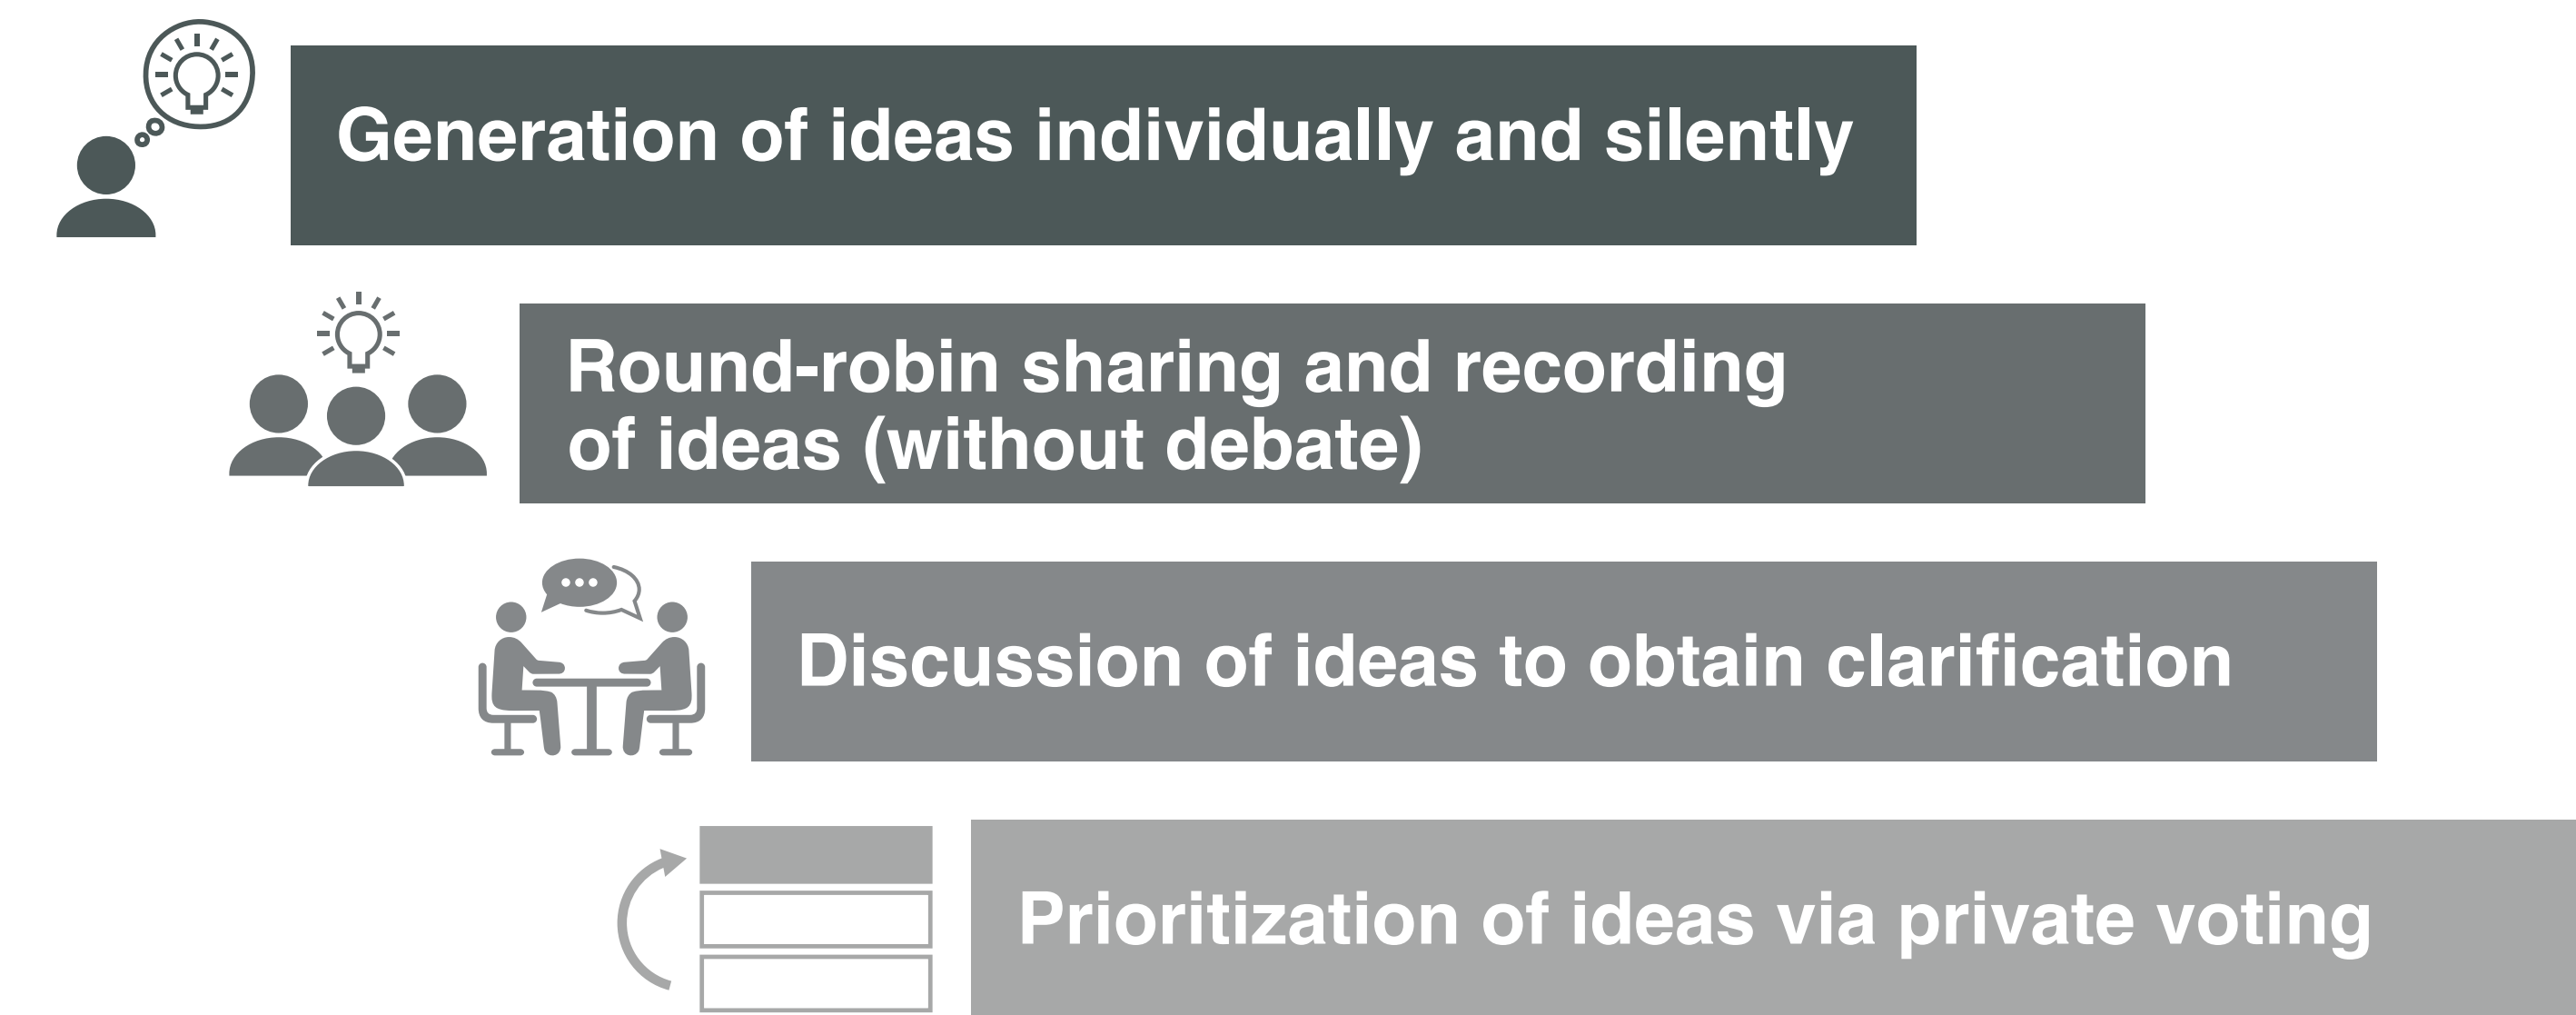 Generation of ideas individually and silently
Round-robin sharing and recording
of ideas (without debate)
Discussion of ideas to obtain clarification
Prioritization of ideas via private voting